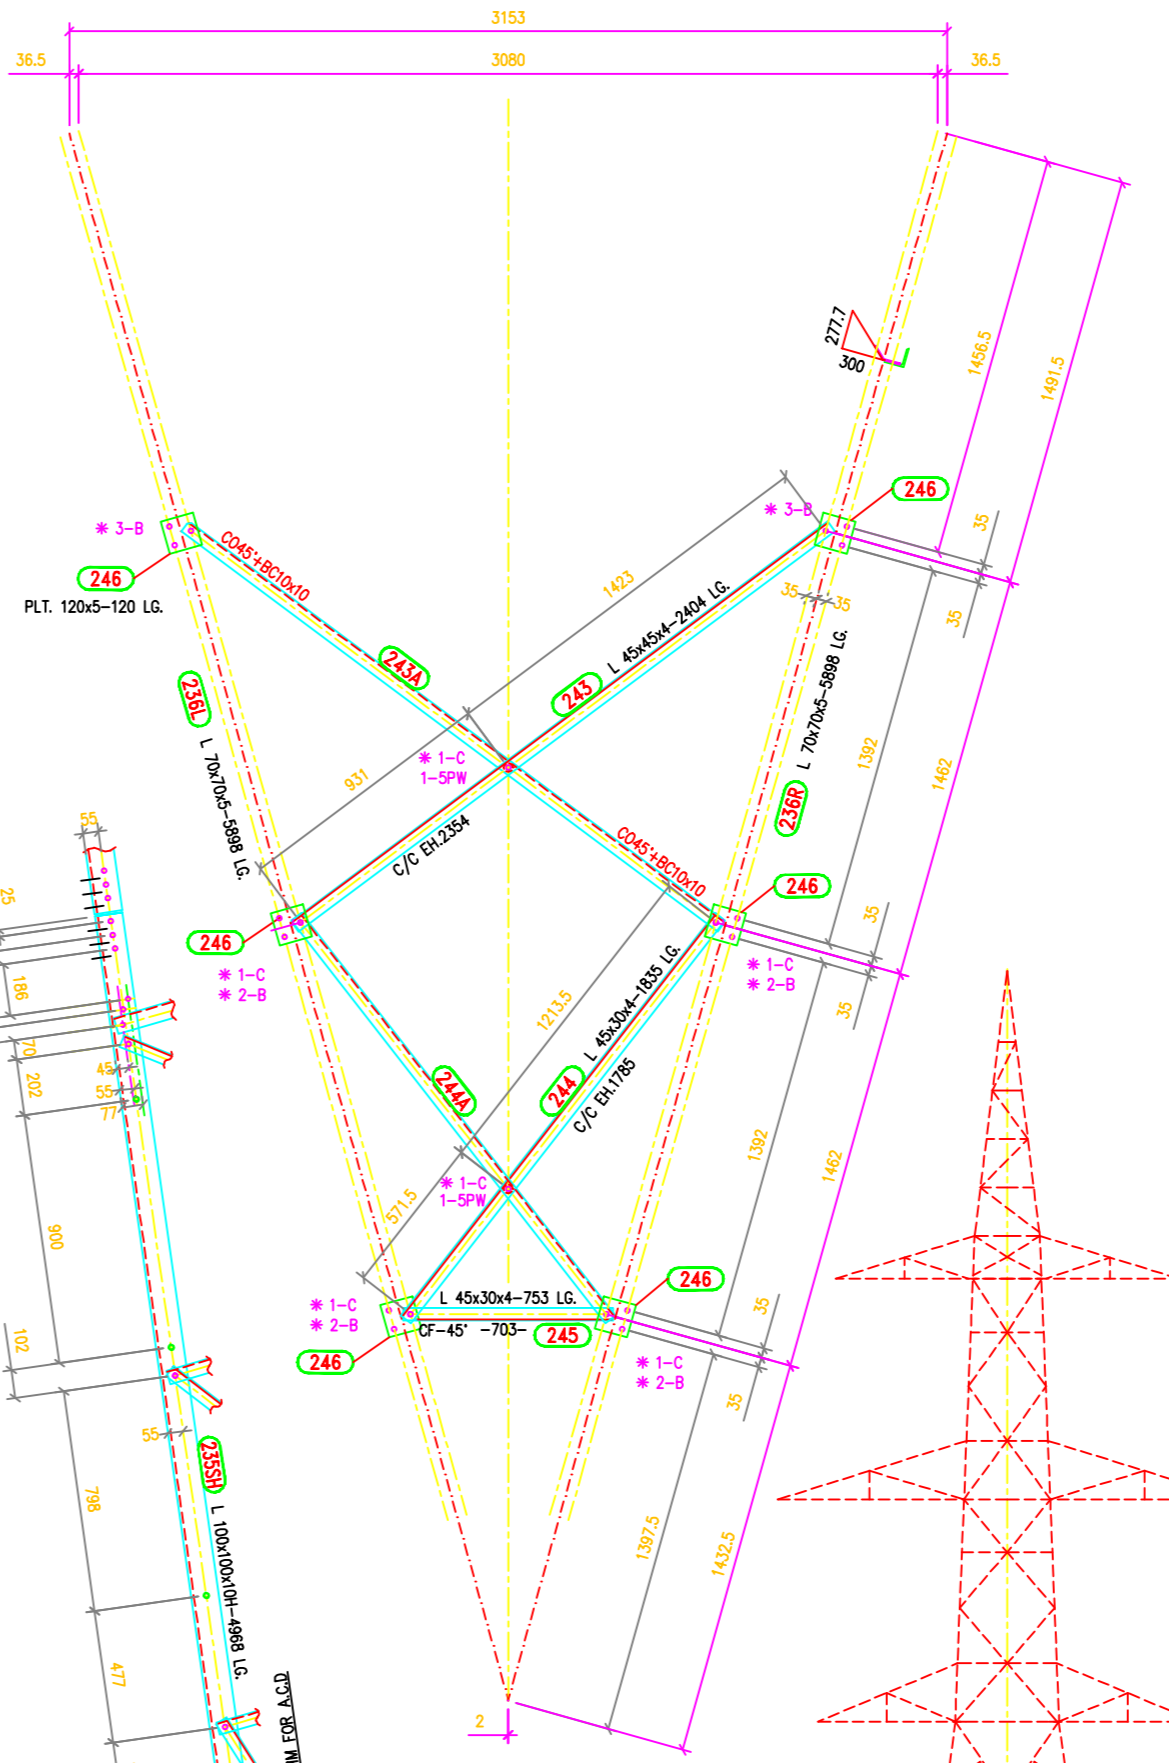 3153
36.5
3080
36.5
277.7
300
1456.5
1491.5
246
✳ 3-B
✳ 3-B
35
246
CO45°+BC10x10
1423
PLT. 120x5-120 LG.
35
35
35
L 45x45x4-2404 LG.
243A
243
236L
L 70x70x5-5898 LG.
L 70x70x5-5898 LG.
236R
1392
1462
✳ 1-C
1-5PW
931
C/C EH.2354
CO45°+BC10x10
55
25
246
246
35
✳ 1-C
✳ 2-B
✳ 1-C
✳ 2-B
35
186
L 45x30x4-1835 LG.
1213.5
70
202
45
55
77
244A
244
C/C EH.1785
1392
1462
✳ 1-C
1-5PW
571.5
900
246
L 45x30x4-753 LG.
35
✳ 1-C
✳ 2-B
CF-45° -703-
245
102
246
✳ 1-C
✳ 2-B
35
55
235SH
798
L 100x100x10H-4968 LG.
1397.5
1432.5
477
IM FOR A.C.D
2